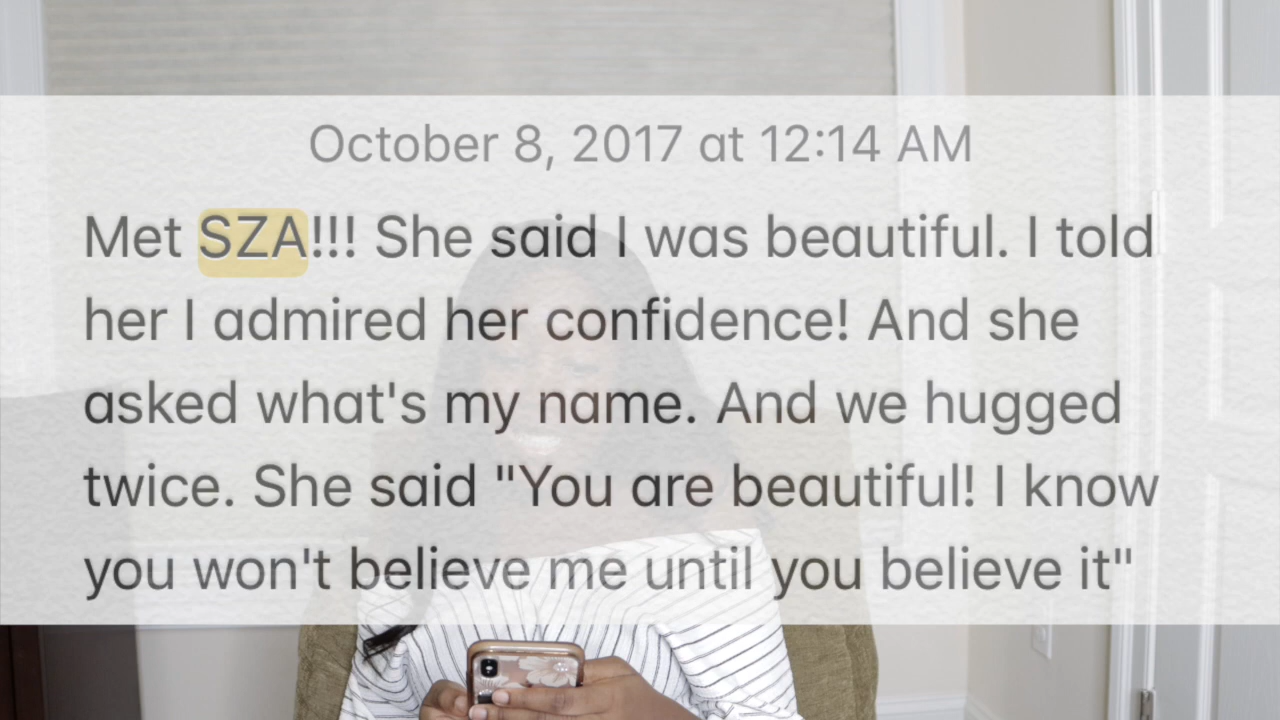 October 8, 2017 at 12:14 AM
Met SZA!!! She said I was beautiful. I told
her I admired her confidence! And she
asked what's my name. And we hugged
twice. She said "You are beautiful! I know
you won't believe me until you believe it"